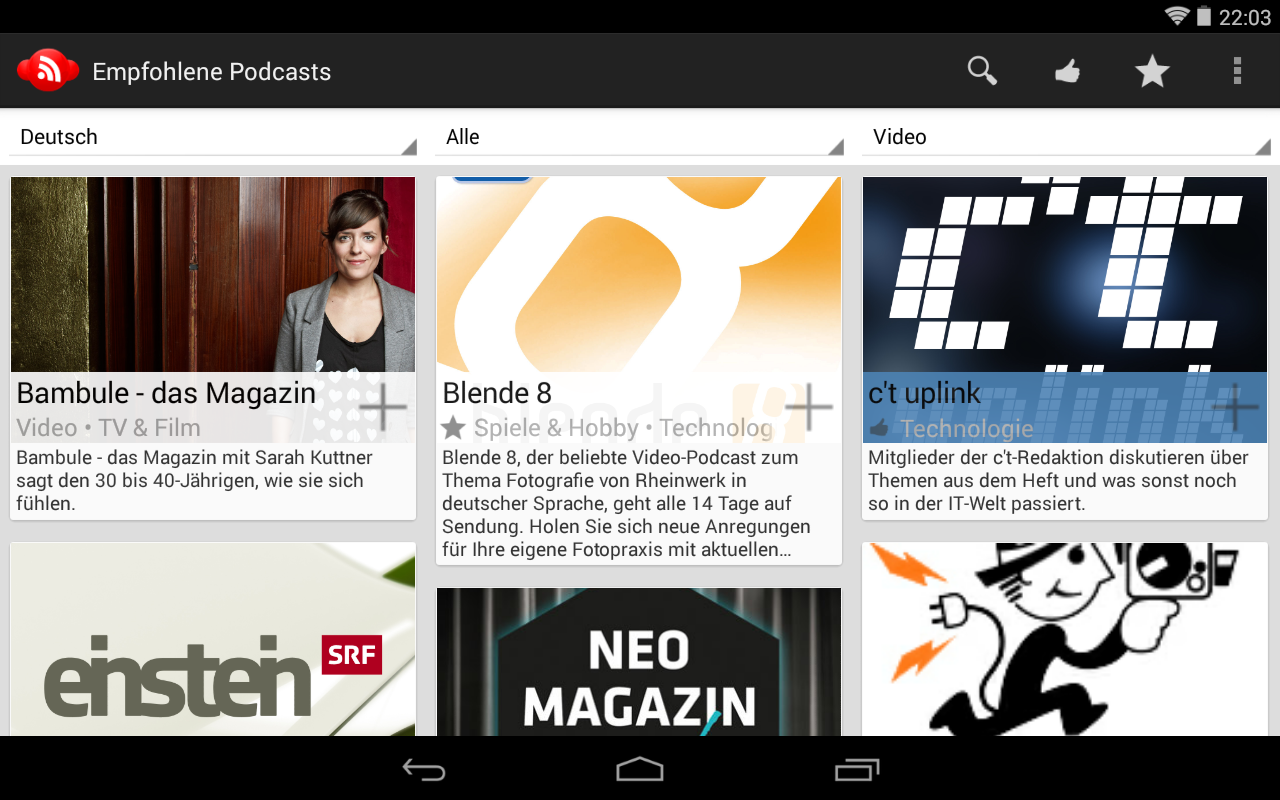 22:03
Empfohlene Podcasts
Deutsch
Alle
Video
Bambule - das Magazin
Video • TV & Film
Bambule - das Magazin mit Sarah Kuttner
sagt den 30 bis 40-Jährigen, wie sie sich
fühlen.
Blende 8
Spiele & Hobby • Technolog
Blende 8, der beliebte Video-Podcast zum
Thema Fotografie von Rheinwerk in
deutscher Sprache, geht alle 14 Tage auf
Sendung. Holen Sie sich neue Anregungen
für Ihre eigene Fotopraxis mit aktuellen…
c't
uplink
c't uplink
Technologie
Mitglieder der c't-Redaktion diskutieren über
Themen aus dem Heft und was sonst noch
so in der IT-Welt passiert.
einstein
SRF
NEO
MAGAZIN